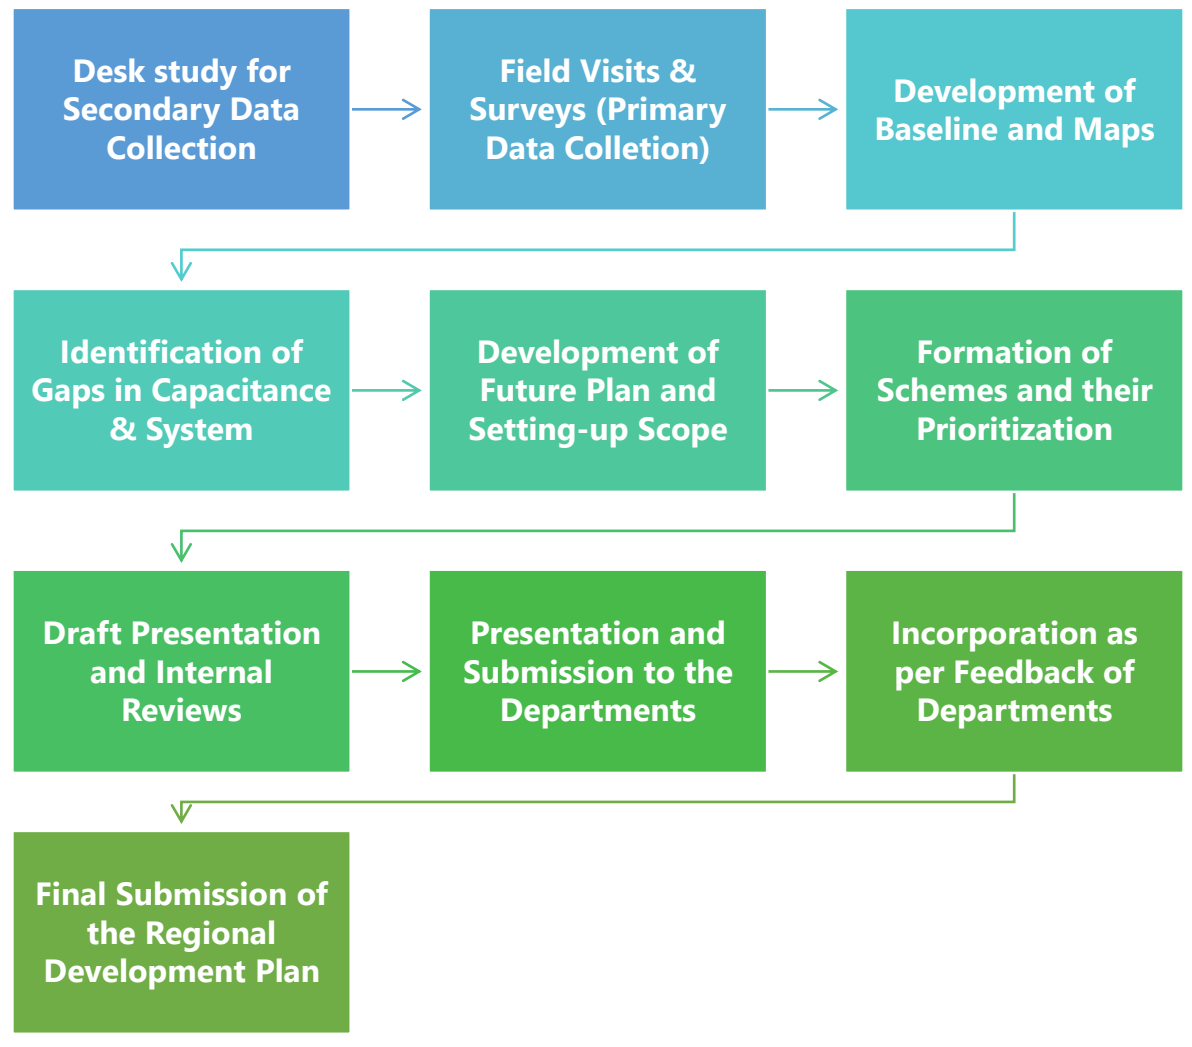 Desk study for
Secondary Data
Collection
Field Visits &
Surveys (Primary
Data Colletion)
Development of
Baseline and Maps
Identification of
Gaps in Capacitance
& System
Development of
Future Plan and
Setting-up Scope
Formation of
Schemes and their
Prioritization
Draft Presentation
and Internal
Reviews
Presentation and
Submission to the
Departments
Incorporation as
per Feedback of
Departments
Final Submission of
the Regional
Development Plan